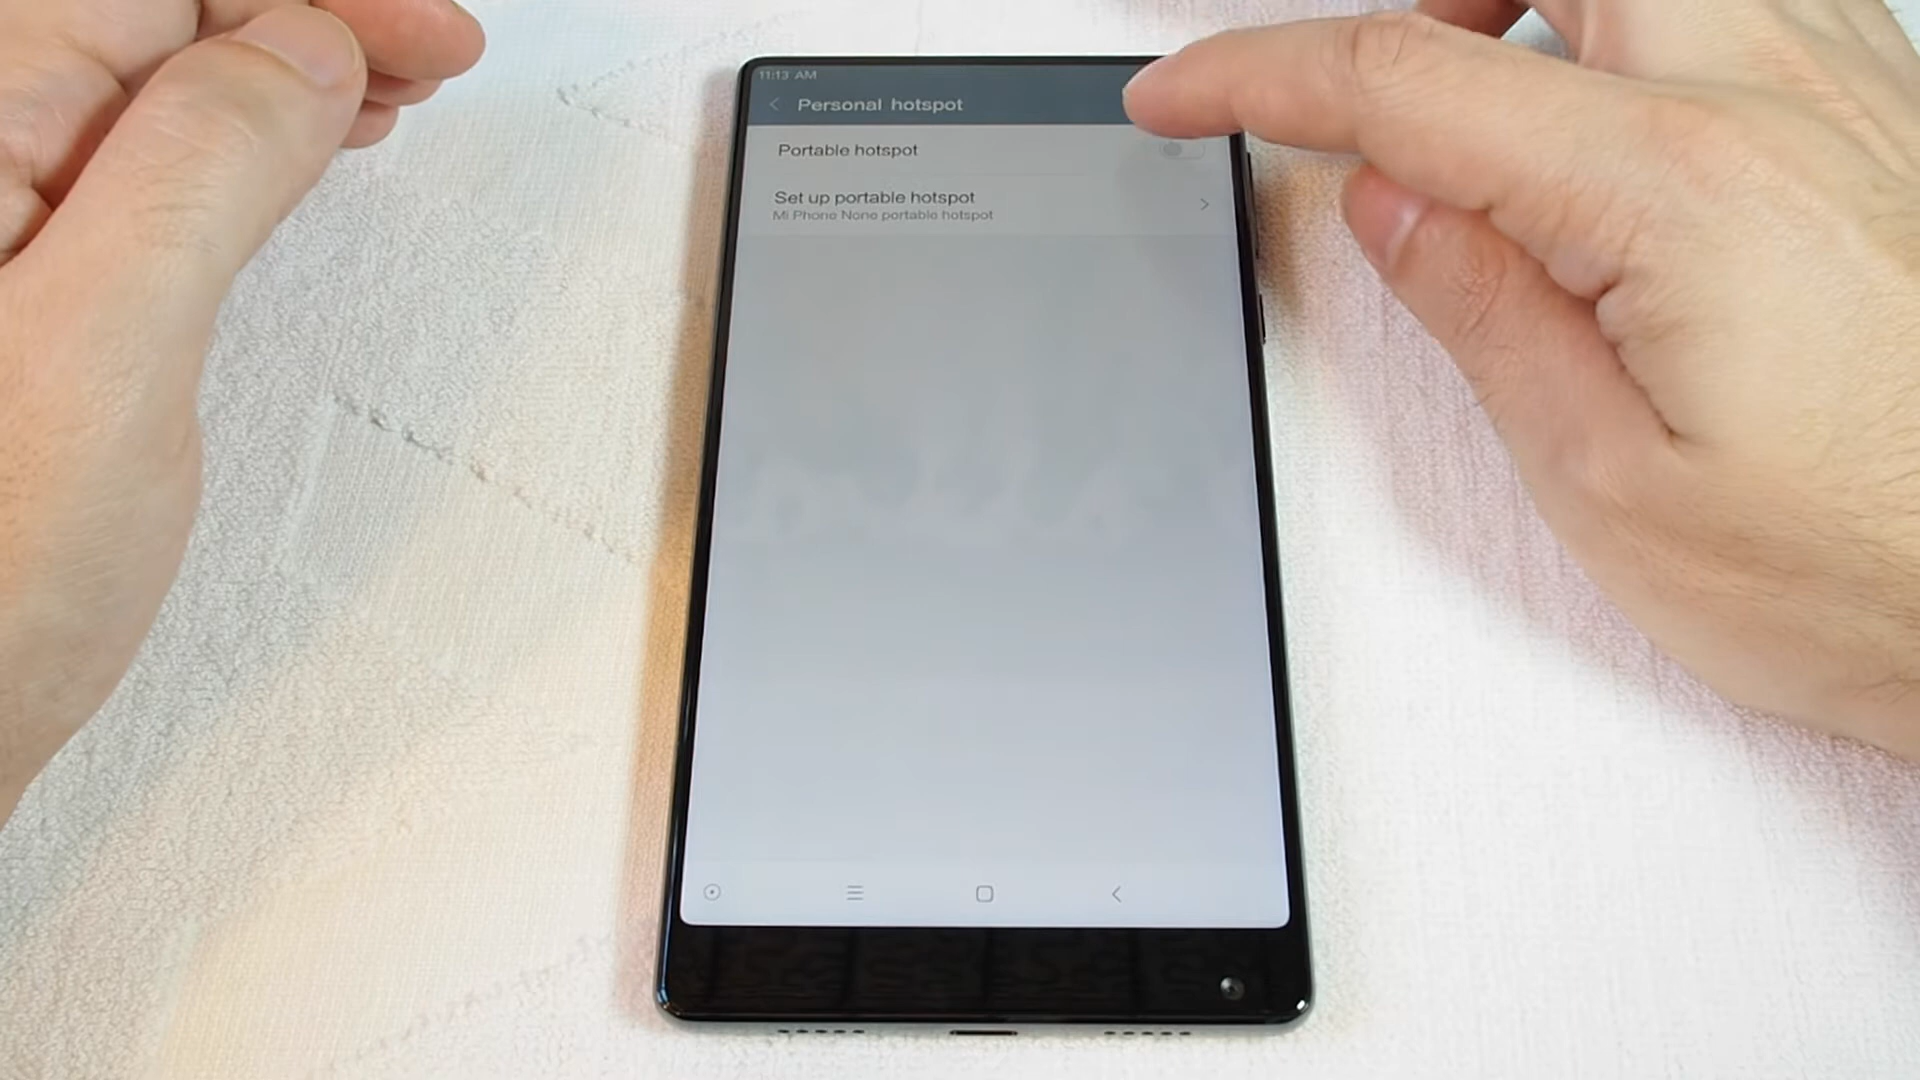 11:13 AM
Personal hotspot
Portable hotspot
Set up portable hotspot
Mi Phone None portable hotspot